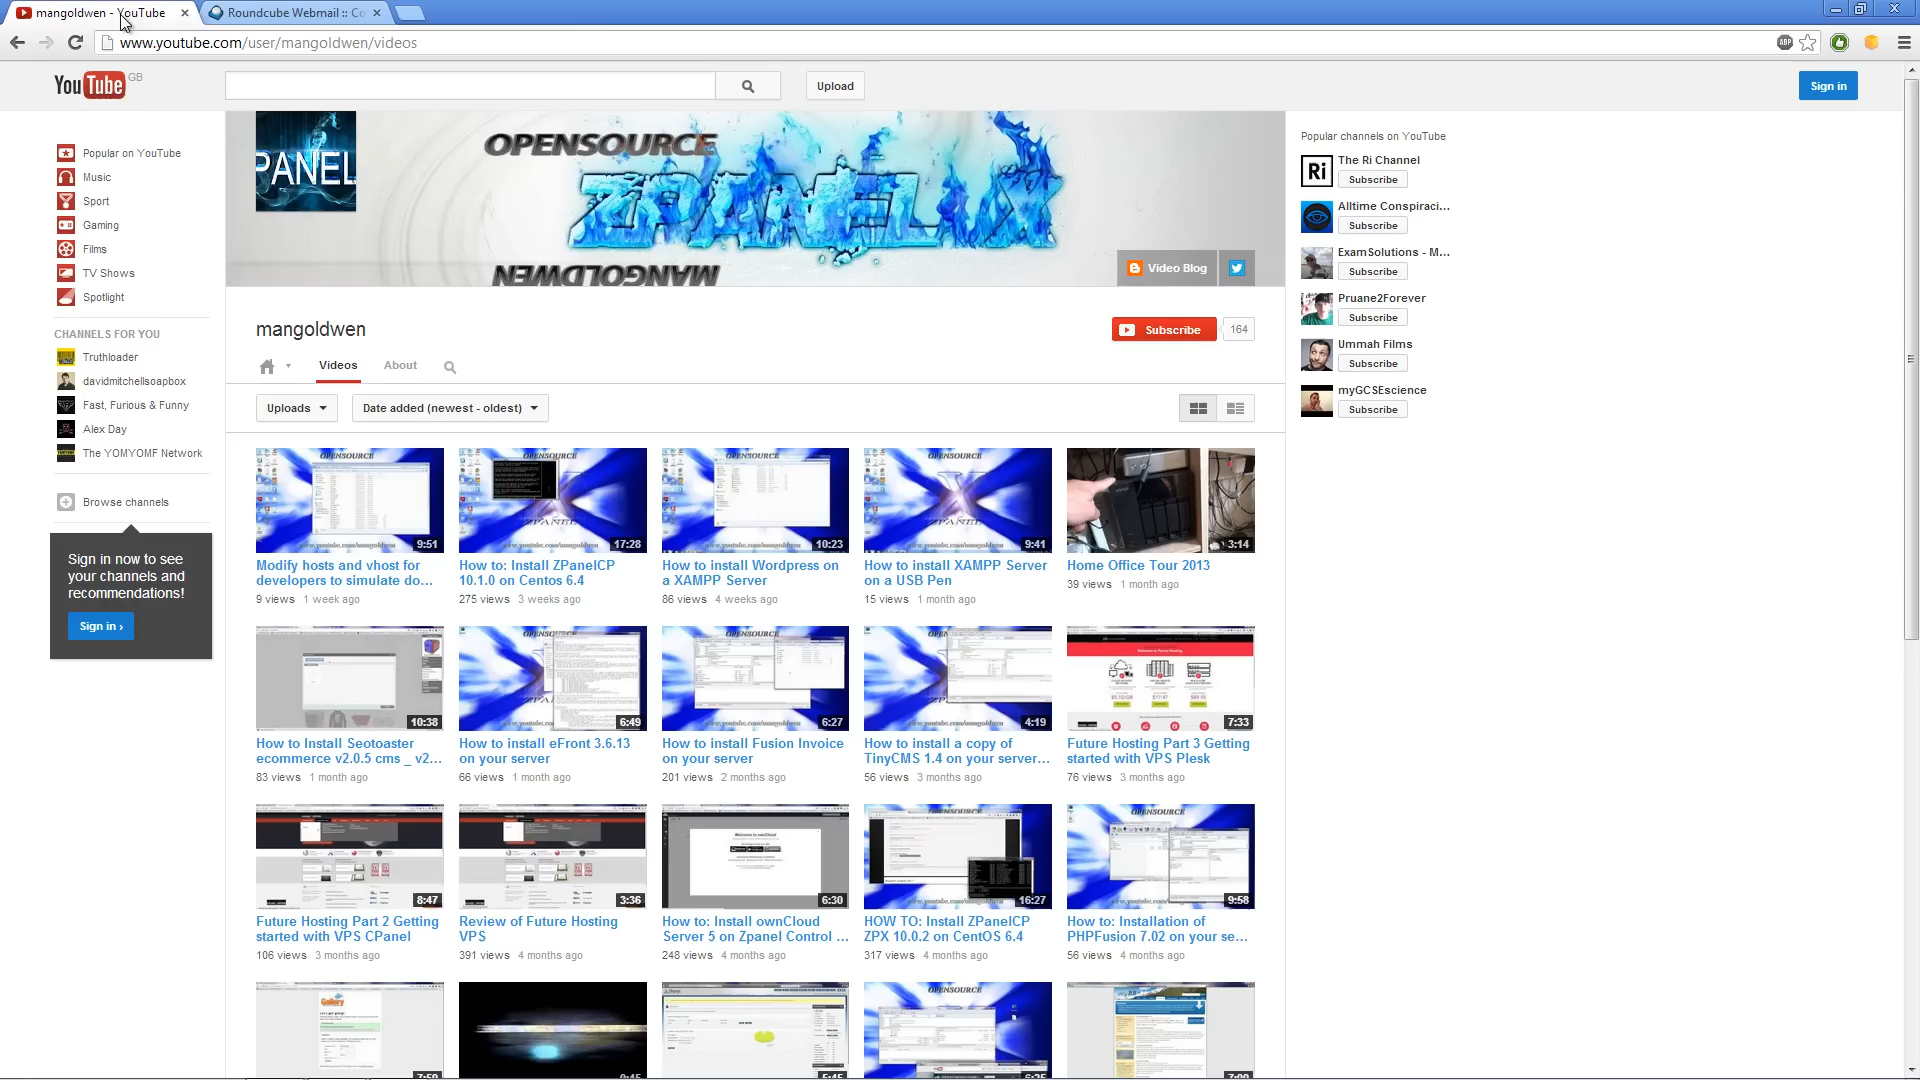 mangoldwen - YouTube
Roundcube Webmail :: Co
www.youtube.com/user/mangoldwen/videos
ABP
YouTube GB
Upload
Sign in
Popular on YouTube
Music
Sport
Gaming
Films
TV Shows
Spotlight
CHANNELS FOR YOU
Truthloader
davidmitchellsoapbox
Fast, Furious & Funny
Alex Day
The YOMYOMF Network
Browse channels
Sign in now to see
your channels and
recommendations!
Sign in ›
PANEL
OPENSOURCE
ZPANELX
MANGOLDWEN
Video Blog
mangoldwen
Subscribe
164
Videos
About
Uploads
Date added (newest - oldest)
9:51
17:28
10:23
9:41
3:14
Modify hosts and vhost for
developers to simulate do...
9 views 1 week ago
How to: Install ZPanelCP
10.1.0 on Centos 6.4
275 views 3 weeks ago
How to install Wordpress on
a XAMPP Server
86 views 4 weeks ago
How to install XAMPP Server
on a USB Pen
15 views 1 month ago
Home Office Tour 2013
39 views 1 month ago
10:38
6:49
6:27
4:19
7:33
How to Install Seotoaster
ecommerce v2.0.5 cms _ v2...
83 views 1 month ago
How to install eFront 3.6.13
on your server
66 views 1 month ago
How to install Fusion Invoice
on your server
201 views 2 months ago
How to install a copy of
TinyCMS 1.4 on your server...
56 views 3 months ago
Future Hosting Part 3 Getting
started with VPS Plesk
76 views 3 months ago
8:47
3:36
6:30
16:27
9:58
Future Hosting Part 2 Getting
started with VPS CPanel
106 views 3 months ago
Review of Future Hosting
VPS
391 views 4 months ago
How to: Install ownCloud
Server 5 on Zpanel Control ...
248 views 4 months ago
HOW TO: Install ZPanelCP
ZPX 10.0.2 on CentOS 6.4
317 views 4 months ago
How to: Installation of
PHPFusion 7.02 on your se...
56 views 4 months ago
Gallery
Popular channels on YouTube
Ri
The Ri Channel
Subscribe
Alltime Conspiraci...
Subscribe
ExamSolutions - M...
Subscribe
Pruane2Forever
Subscribe
Ummah Films
Subscribe
myGCSEscience
Subscribe